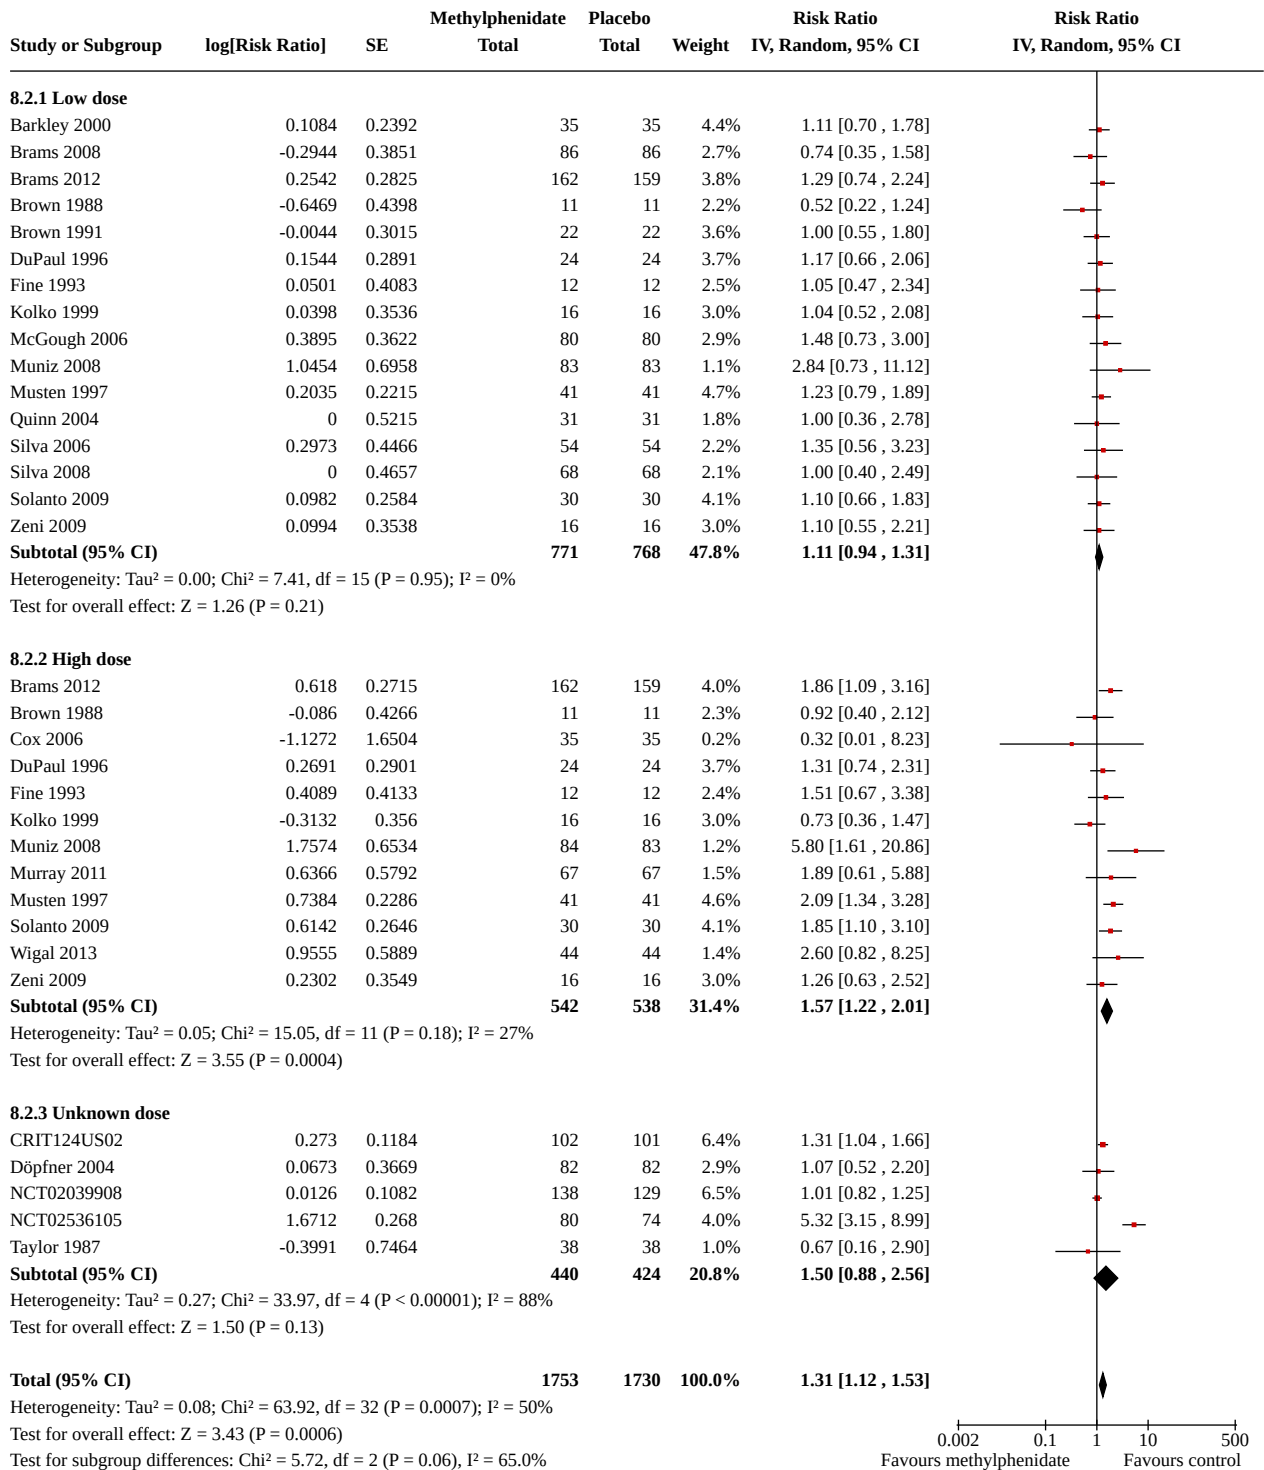 Methylphenidate Placebo Risk Ratio Risk Ratio
Study or Subgroup log[Risk Ratio] SE Total Total Weight IV, Random, 95% CI IV, Random, 95% CI
8.2.1 Low dose
Barkley 2000 0.1084 0.2392 35 35 4.4% 1.11 [0.70 , 1.78]
Brams 2008 -0.2944 0.3851 86 86 2.7% 0.74 [0.35 , 1.58]
Brams 2012 0.2542 0.2825 162 159 3.8% 1.29 [0.74 , 2.24]
Brown 1988 -0.6469 0.4398 11 11 2.2% 0.52 [0.22 , 1.24]
Brown 1991 -0.0044 0.3015 22 22 3.6% 1.00 [0.55 , 1.80]
DuPaul 1996 0.1544 0.2891 24 24 3.7% 1.17 [0.66 , 2.06]
Fine 1993 0.0501 0.4083 12 12 2.5% 1.05 [0.47 , 2.34]
Kolko 1999 0.0398 0.3536 16 16 3.0% 1.04 [0.52 , 2.08]
McGough 2006 0.3895 0.3622 80 80 2.9% 1.48 [0.73 , 3.00]
Muniz 2008 1.0454 0.6958 83 83 1.1% 2.84 [0.73 , 11.12]
Musten 1997 0.2035 0.2215 41 41 4.7% 1.23 [0.79 , 1.89]
Quinn 2004 0 0.5215 31 31 1.8% 1.00 [0.36 , 2.78]
Silva 2006 0.2973 0.4466 54 54 2.2% 1.35 [0.56 , 3.23]
Silva 2008 0 0.4657 68 68 2.1% 1.00 [0.40 , 2.49]
Solanto 2009 0.0982 0.2584 30 30 4.1% 1.10 [0.66 , 1.83]
Zeni 2009 0.0994 0.3538 16 16 3.0% 1.10 [0.55 , 2.21]
Subtotal (95% CI) 771 768 47.8% 1.11 [0.94 , 1.31]
Heterogeneity: Tau² = 0.00; Chi² = 7.41, df = 15 (P = 0.95); I² = 0%
Test for overall effect: Z = 1.26 (P = 0.21)
8.2.2 High dose
Brams 2012 0.618 0.2715 162 159 4.0% 1.86 [1.09 , 3.16]
Brown 1988 -0.086 0.4266 11 11 2.3% 0.92 [0.40 , 2.12]
Cox 2006 -1.1272 1.6504 35 35 0.2% 0.32 [0.01 , 8.23]
DuPaul 1996 0.2691 0.2901 24 24 3.7% 1.31 [0.74 , 2.31]
Fine 1993 0.4089 0.4133 12 12 2.4% 1.51 [0.67 , 3.38]
Kolko 1999 -0.3132 0.356 16 16 3.0% 0.73 [0.36 , 1.47]
Muniz 2008 1.7574 0.6534 84 83 1.2% 5.80 [1.61 , 20.86]
Murray 2011 0.6366 0.5792 67 67 1.5% 1.89 [0.61 , 5.88]
Musten 1997 0.7384 0.2286 41 41 4.6% 2.09 [1.34 , 3.28]
Solanto 2009 0.6142 0.2646 30 30 4.1% 1.85 [1.10 , 3.10]
Wigal 2013 0.9555 0.5889 44 44 1.4% 2.60 [0.82 , 8.25]
Zeni 2009 0.2302 0.3549 16 16 3.0% 1.26 [0.63 , 2.52]
Subtotal (95% CI) 542 538 31.4% 1.57 [1.22 , 2.01]
Heterogeneity: Tau² = 0.05; Chi² = 15.05, df = 11 (P = 0.18); I² = 27%
Test for overall effect: Z = 3.55 (P = 0.0004)
8.2.3 Unknown dose
CRIT124US02 0.273 0.1184 102 101 6.4% 1.31 [1.04 , 1.66]
Döpfner 2004 0.0673 0.3669 82 82 2.9% 1.07 [0.52 , 2.20]
NCT02039908 0.0126 0.1082 138 129 6.5% 1.01 [0.82 , 1.25]
NCT02536105 1.6712 0.268 80 74 4.0% 5.32 [3.15 , 8.99]
Taylor 1987 -0.3991 0.7464 38 38 1.0% 0.67 [0.16 , 2.90]
Subtotal (95% CI) 440 424 20.8% 1.50 [0.88 , 2.56]
Heterogeneity: Tau² = 0.27; Chi² = 33.97, df = 4 (P < 0.00001); I² = 88%
Test for overall effect: Z = 1.50 (P = 0.13)
Total (95% CI) 1753 1730 100.0% 1.31 [1.12 , 1.53]
Heterogeneity: Tau² = 0.08; Chi² = 63.92, df = 32 (P = 0.0007); I² = 50%
Test for overall effect: Z = 3.43 (P = 0.0006)
0.002 0.1 1 10 500
Test for subgroup differences: Chi² = 5.72, df = 2 (P = 0.06), I² = 65.0% Favours methylphenidate Favours control